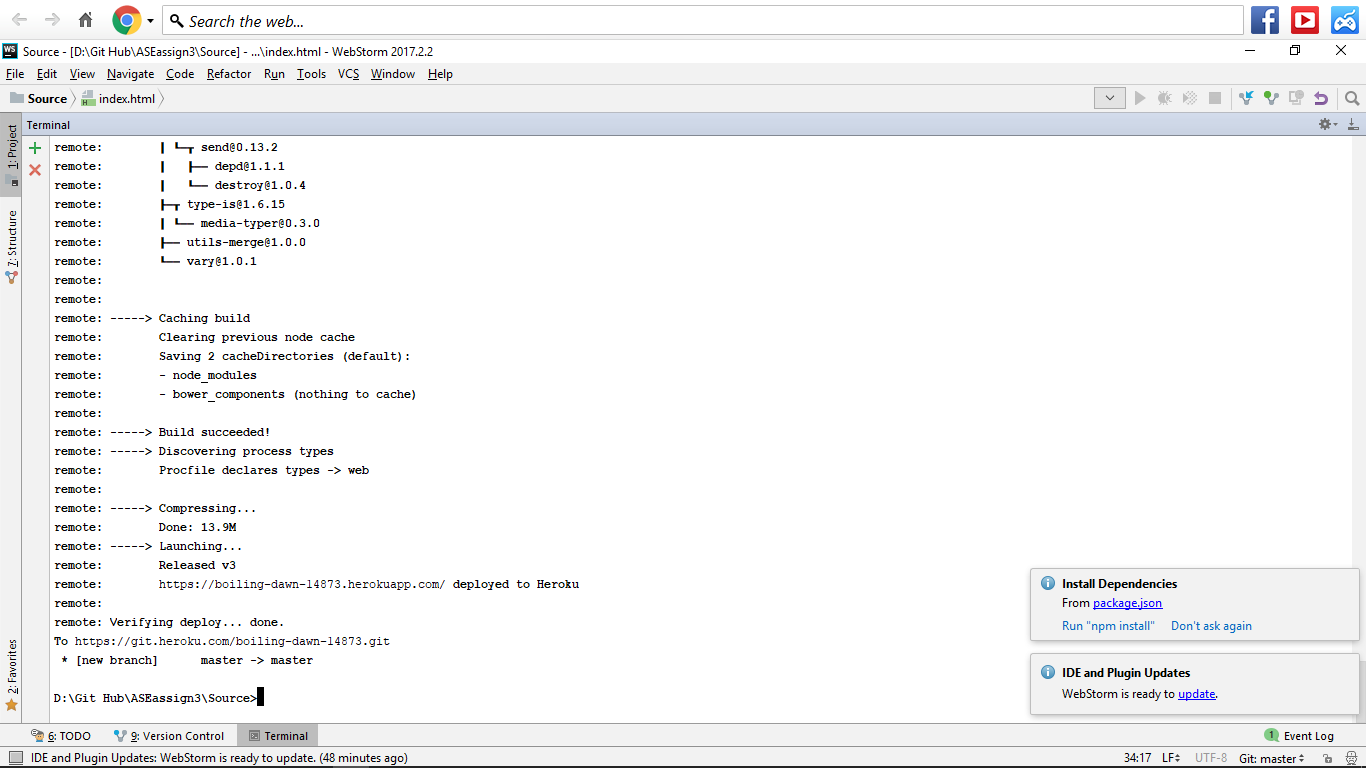 Search the web...
WS Source - [D:\Git Hub\ASEassign3\Source] - ...\index.html - WebStorm 2017.2.2
File Edit View Navigate Code Refactor Run Tools VCS Window Help
Source index.html
1: Project
7: Structure
2: Favorites
Terminal
remote: │ └─┬ send@0.13.2
remote: │   ├── depd@1.1.1
remote: │   └── destroy@1.0.4
remote: ├─┬ type-is@1.6.15
remote: │ └── media-typer@0.3.0
remote: ├── utils-merge@1.0.0
remote: └── vary@1.0.1
remote:
remote:
remote: -----> Caching build
remote:        Clearing previous node cache
remote:        Saving 2 cacheDirectories (default):
remote:        - node_modules
remote:        - bower_components (nothing to cache)
remote:
remote: -----> Build succeeded!
remote: -----> Discovering process types
remote:        Procfile declares types -> web
remote:
remote: -----> Compressing...
remote:        Done: 13.9M
remote: -----> Launching...
remote:        Released v3
remote:        https://boiling-dawn-14873.herokuapp.com/ deployed to Heroku
remote:
remote: Verifying deploy... done.
To https://git.heroku.com/boiling-dawn-14873.git
 * [new branch]      master -> master
D:\Git Hub\ASEassign3\Source>
Install Dependencies
From package.json
Run "npm install" Don't ask again
IDE and Plugin Updates
WebStorm is ready to update.
6: TODO 9: Version Control Terminal 1 Event Log
IDE and Plugin Updates: WebStorm is ready to update. (48 minutes ago) 34:17 LF UTF-8 Git: master